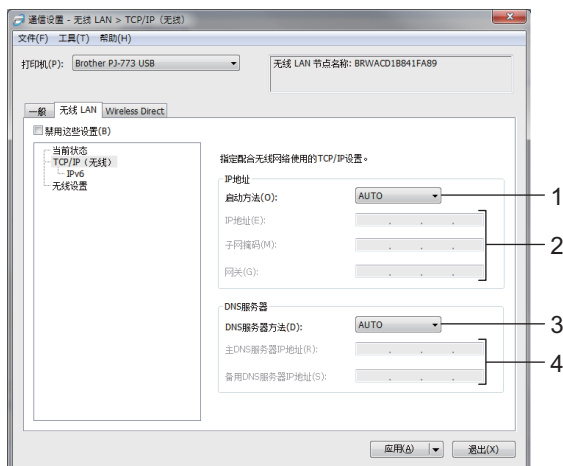 通信设置 - 无线 LAN > TCP/IP（无线）
文件(F) 工具(T) 帮助(H)
打印机(P): Brother PJ-773 USB
无线 LAN 节点名称: BRWACD1B841FA89
一般 无线 LAN Wireless Direct
禁用这些设置(B)
当前状态
TCP/IP（无线）
IPv6
无线设置
指定配合无线网络使用的TCP/IP设置。
IP地址
启动方法(O): AUTO 1
IP地址(E):
子网掩码(M): 2
网关(G):
DNS服务器
DNS服务器方法(D): AUTO 3
主DNS服务器IP地址(R):
4
备用DNS服务器IP地址(S):
应用(A) 退出(X)